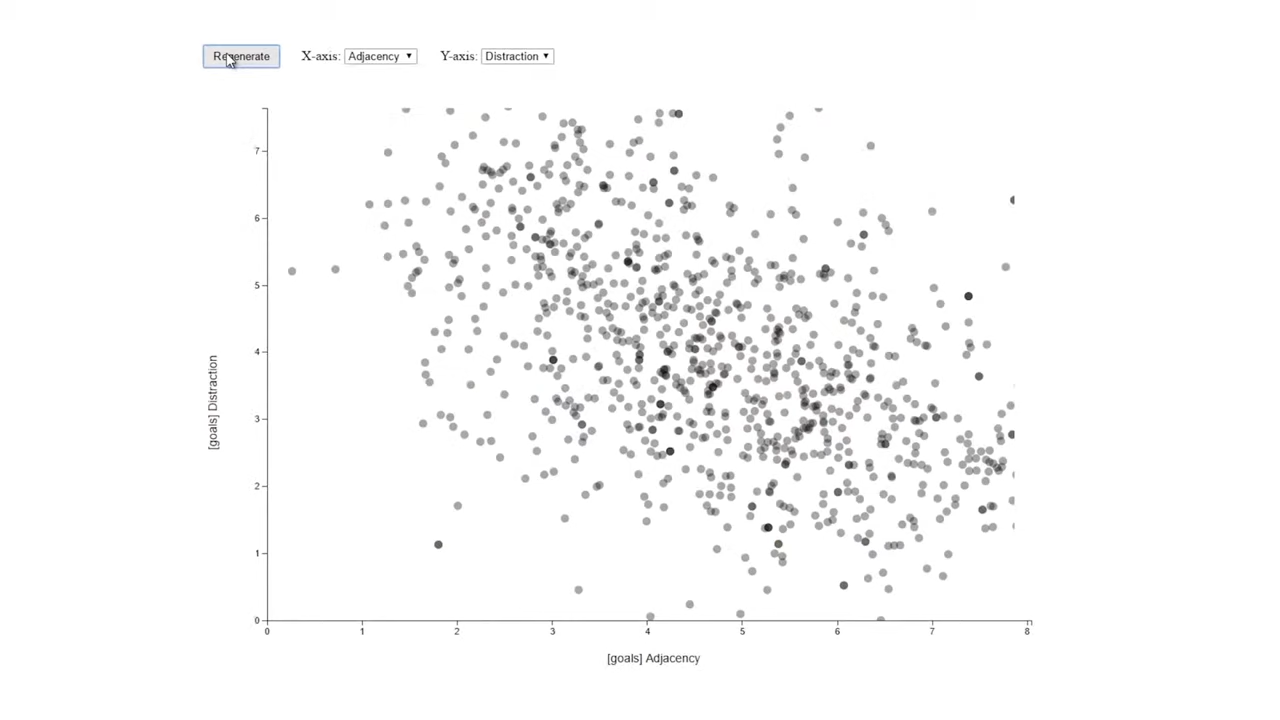 Regenerate X-axis: Adjacency Y-axis: Distraction
7
6
5
4
3
2
1
0
[goals] Distraction
0 1 2 3 4 5 6 7 8
[goals] Adjacency